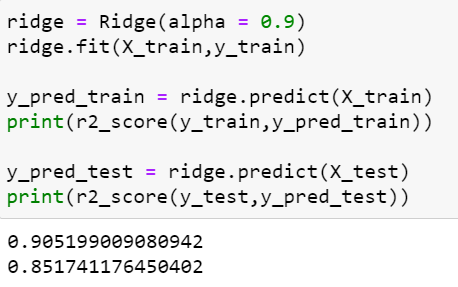 ridge = Ridge(alpha = 0.9)
ridge.fit(X_train,y_train)
y_pred_train = ridge.predict(X_train)
print(r2_score(y_train,y_pred_train))
y_pred_test = ridge.predict(X_test)
print(r2_score(y_test,y_pred_test))
0.905199009080942
0.851741176450402